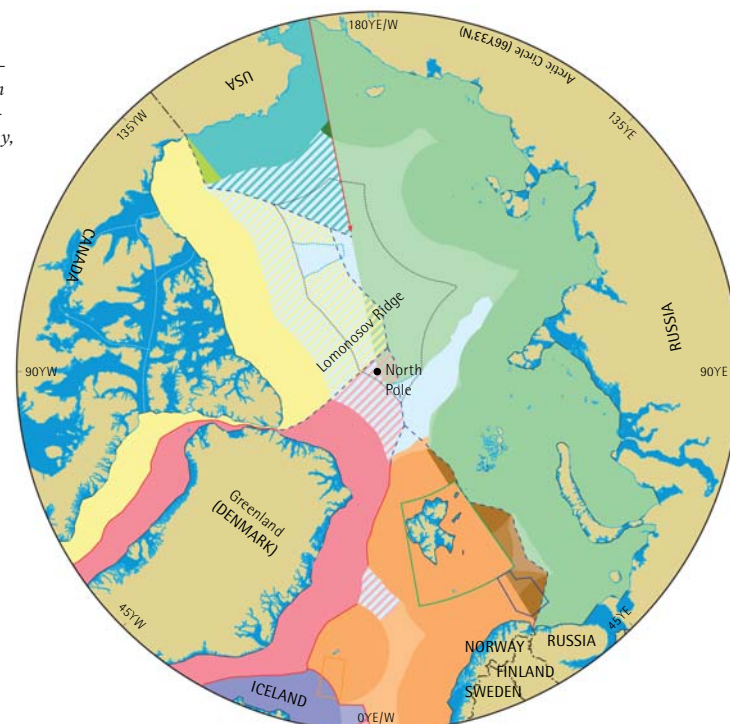 –
n
-
y,
180YE/W
Arctic Circle (66Y33'N)
USA
135YW
135YE
CANADA
RUSSIA
Lomonosov Ridge
90YW
North
Pole
90YE
Greenland
(DENMARK)
45YW
45YE
NORWAY
RUSSIA
FINLAND
SWEDEN
ICELAND
0YE/W